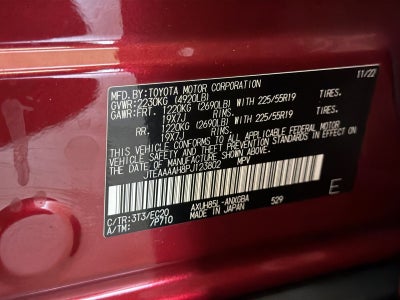 MFD. BY: TOYOTA MOTOR CORPORATION 11/22
GVWR: 2230KG (4920LB)
GAWR: FRT. 1220KG (2690LB) WITH 225/55R19 TIRES.
19X7J RIMS.
RR. 1220KG (2690LB) WITH 225/55R19 TIRES.
19X7J RIMS.
THIS VEHICLE CONFORMS TO ALL APPLICABLE FEDERAL MOTOR
VEHICLE SAFETY AND BUMPER STANDARDS IN EFFECT ON THE
DATE OF MANUFACTURE SHOWN ABOVE.
JTEAAAAH8PJ123802 MPV
E
C/TR: 3T3/EC20 AXUH85L-ANXGBA 529
A/TM: /P710 MADE IN JAPAN